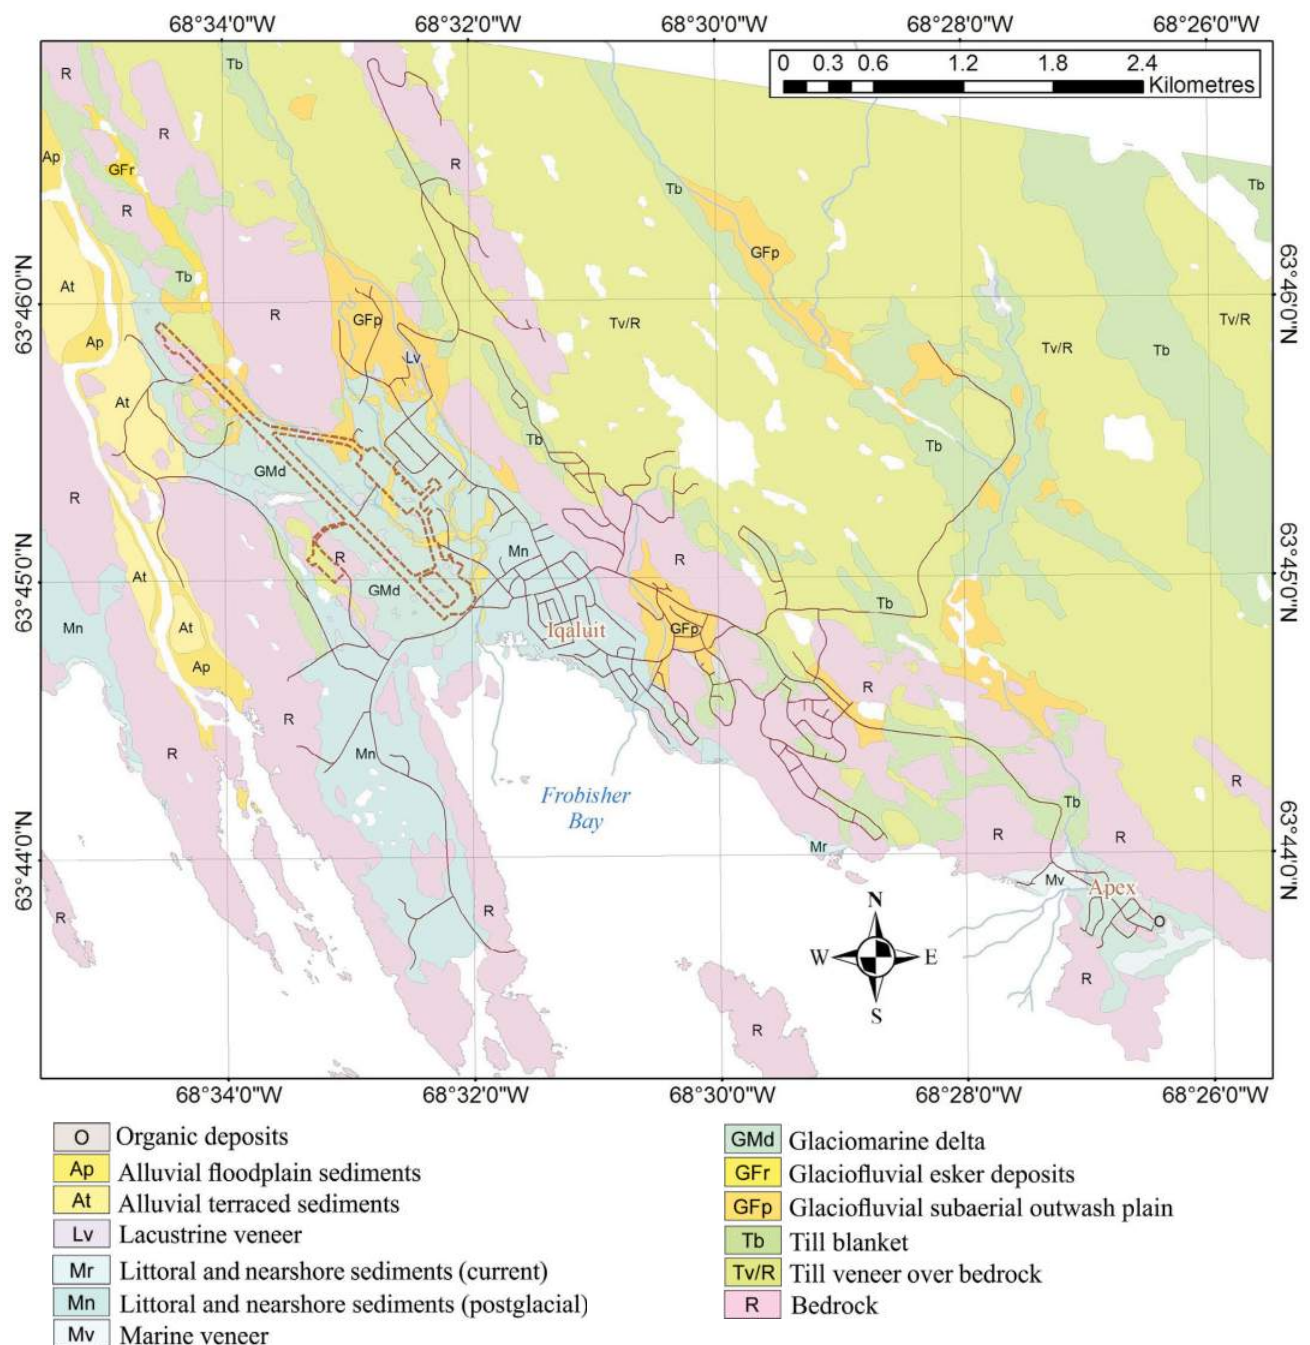 68°34'0"W 68°32'0"W 68°30'0"W 68°28'0"W 68°26'0"W
0 0.3 0.6 1.2 1.8 2.4
Kilometres
R
Tb
R
Ap
GFr
R
R
Tb
Tb
GFp
Tb
At
R
GFp
Tv/R
Tv/R
Tv/R
Ap
Lv
Tb
At
Tb
Tb
GMd
R
Mn
R
R
At
GMd
Tb
Mn
At
Iqaluit
GFp
Ap
R
R
Mn
R
R
Tb
R
R
Frobisher
Bay
Mr
Mv
Apex
O
R
R
R
R
N
W E
S
63°46'0"N
63°45'0"N
63°44'0"N
63°46'0"N
63°45'0"N
63°44'0"N
68°34'0"W 68°32'0"W 68°30'0"W 68°28'0"W 68°26'0"W
O Organic deposits
Ap Alluvial floodplain sediments
At Alluvial terraced sediments
Lv Lacustrine veneer
Mr Littoral and nearshore sediments (current)
Mn Littoral and nearshore sediments (postglacial)
Mv Marine veneer
GMd Glaciomarine delta
GFr Glaciofluvial esker deposits
GFp Glaciofluvial subaerial outwash plain
Tb Till blanket
Tv/R Till veneer over bedrock
R Bedrock